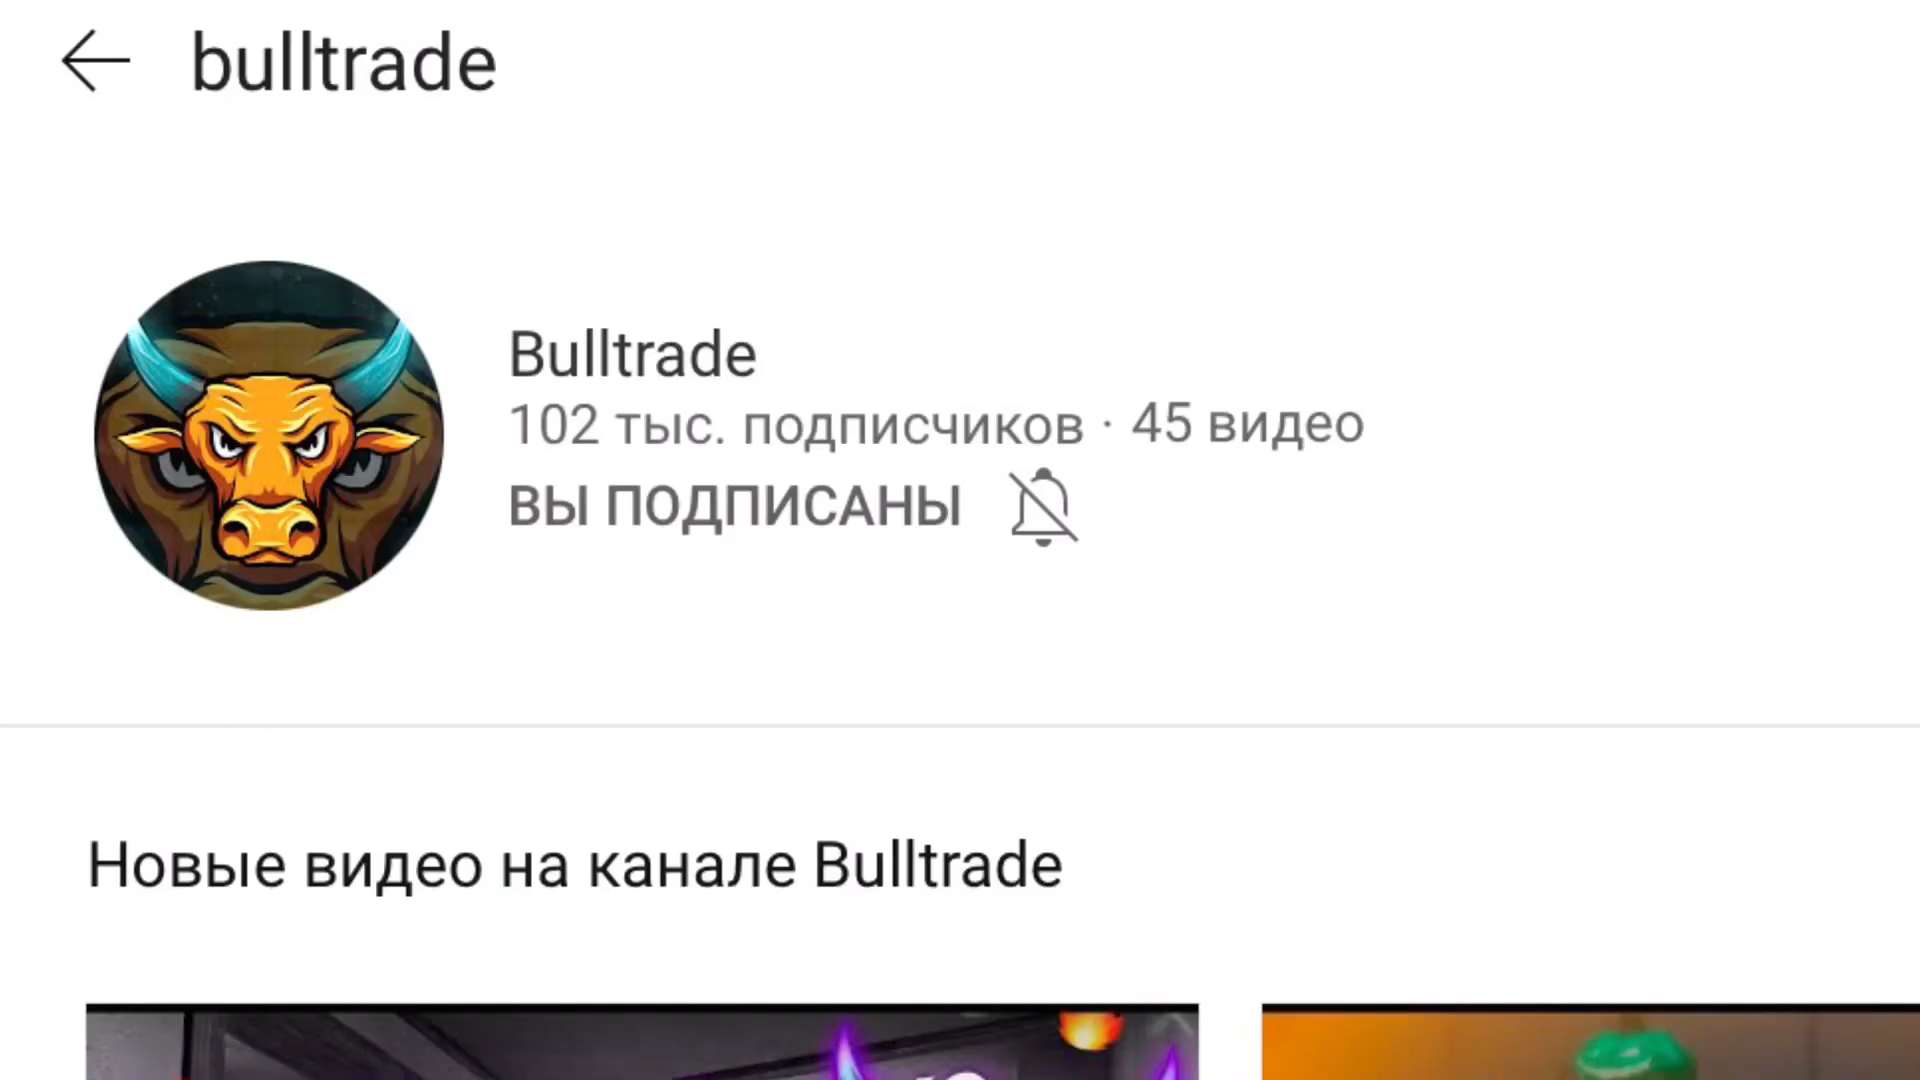 bulltrade
Bulltrade
102 тыс. подписчиков · 45 видео
ВЫ ПОДПИСАНЫ
Новые видео на канале Bulltrade